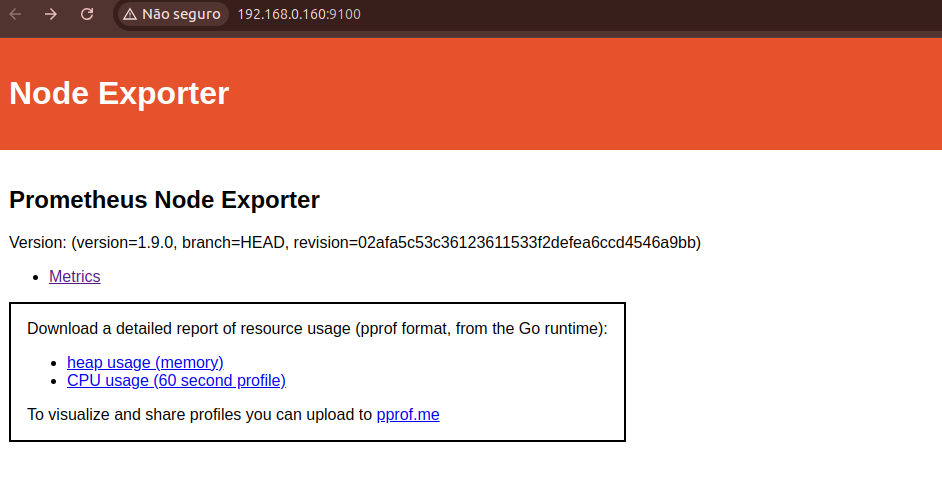 Não seguro 192.168.0.160:9100
Node Exporter
Prometheus Node Exporter
Version: (version=1.9.0, branch=HEAD, revision=02afa5c53c36123611533f2defea6ccd4546a9bb)
Metrics
Download a detailed report of resource usage (pprof format, from the Go runtime):
heap usage (memory)
CPU usage (60 second profile)
To visualize and share profiles you can upload to pprof.me